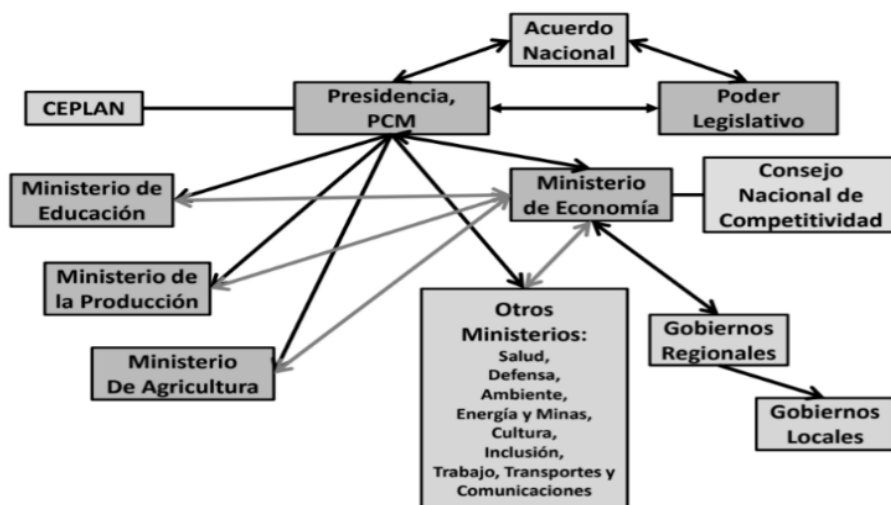 Acuerdo
Nacional
CEPLAN
Presidencia,
PCM
Poder
Legislativo
Ministerio de
Educación
Ministerio
de Economía
Consejo
Nacional de
Competitividad
Ministerio de
la Producción
Ministerio
De Agricultura
Otros
Ministerios:
Salud,
Defensa,
Ambiente,
Energía y Minas,
Cultura,
Inclusión,
Trabajo, Transportes y
Comunicaciones
Gobiernos
Regionales
Gobiernos
Locales